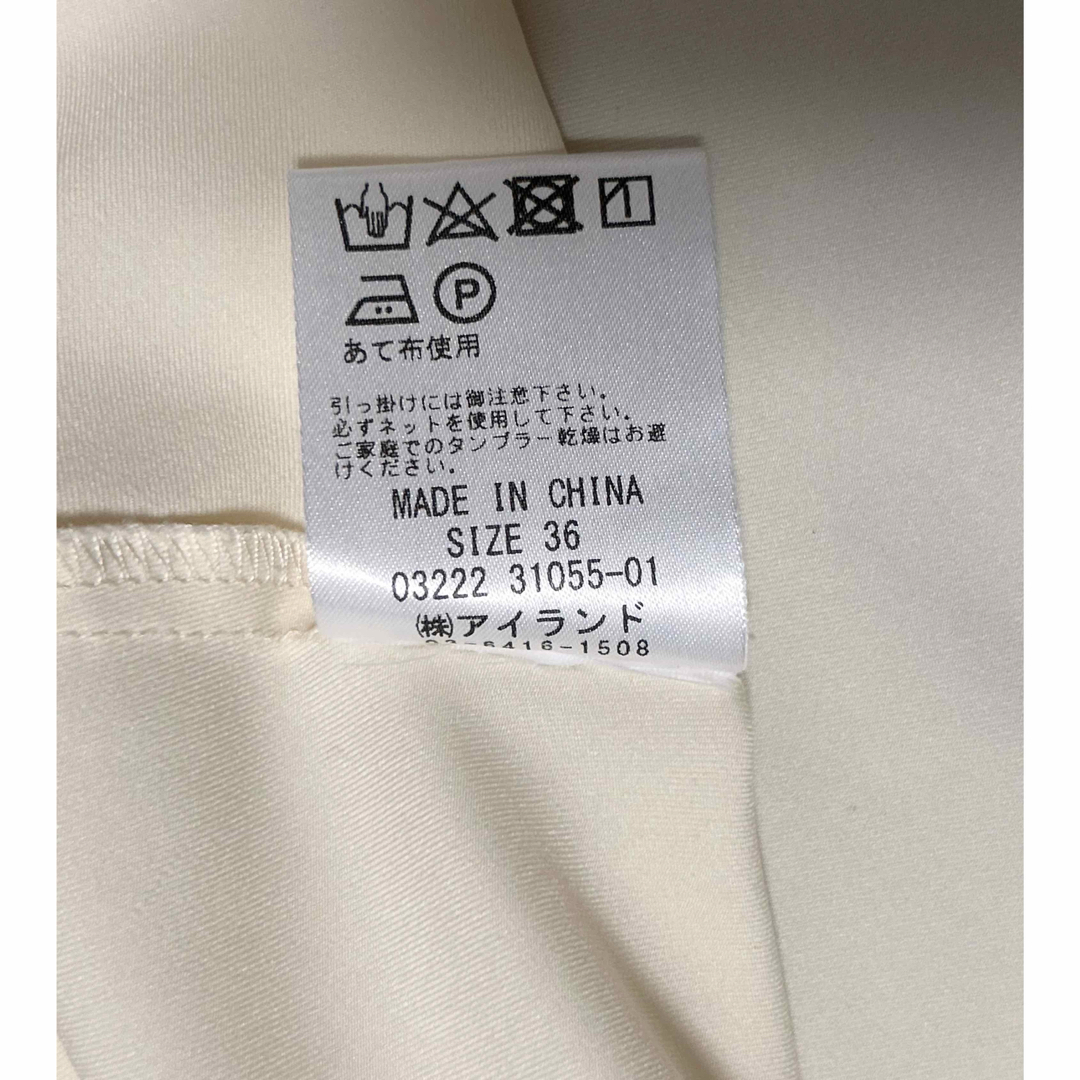 P
あて布使用
引っ掛けには御注意下さい。
必ずネットを使用して下さい。
ご家庭でのタンブラー乾燥はお避
けください。
MADE IN CHINA
SIZE 36
03222 31055-01
㈱アイランド
03-5416-1508